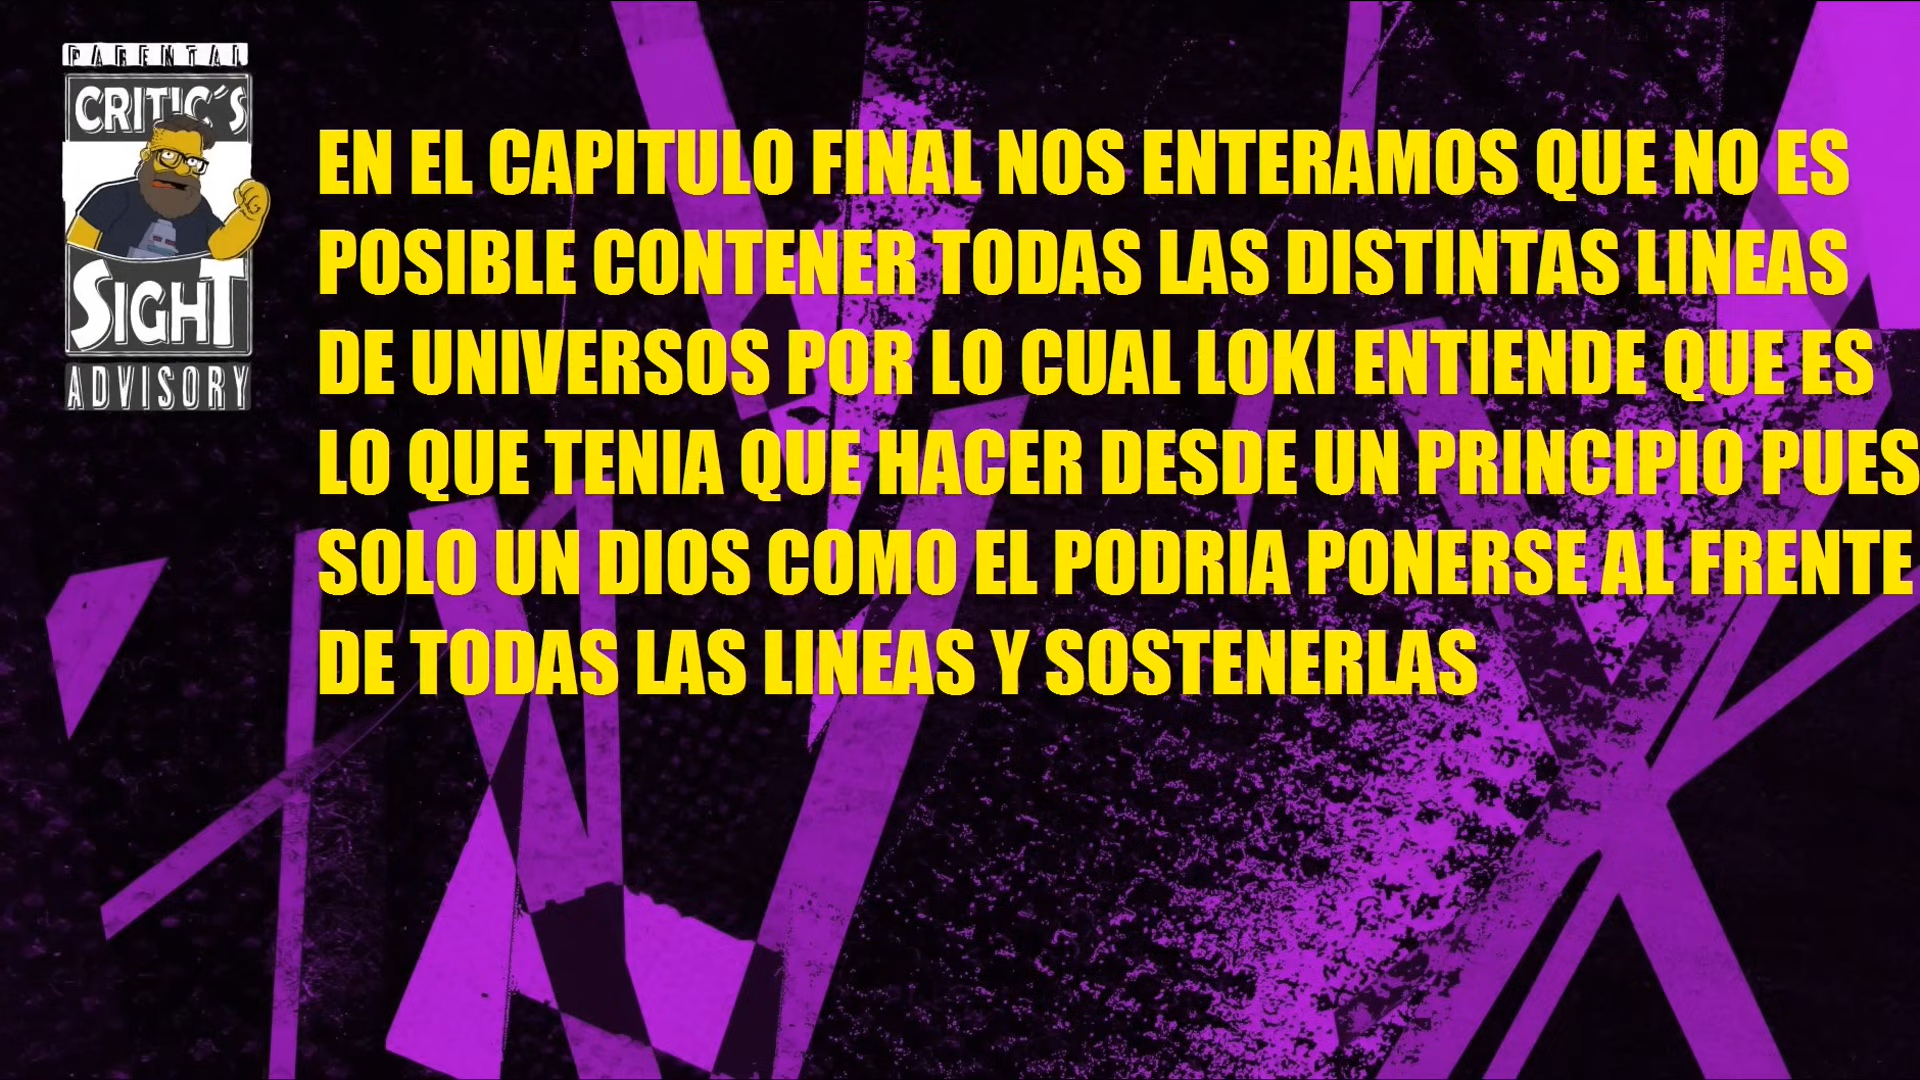 PARENTAL
CRITIC´S
SIGHT
ADVISORY
EN EL CAPITULO FINAL NOS ENTERAMOS QUE NO ES
POSIBLE CONTENER TODAS LAS DISTINTAS LINEAS
DE UNIVERSOS POR LO CUAL LOKI ENTIENDE QUE ES
LO QUE TENIA QUE HACER DESDE UN PRINCIPIO PUES
SOLO UN DIOS COMO EL PODRIA PONERSE AL FRENTE
DE TODAS LAS LINEAS Y SOSTENERLAS